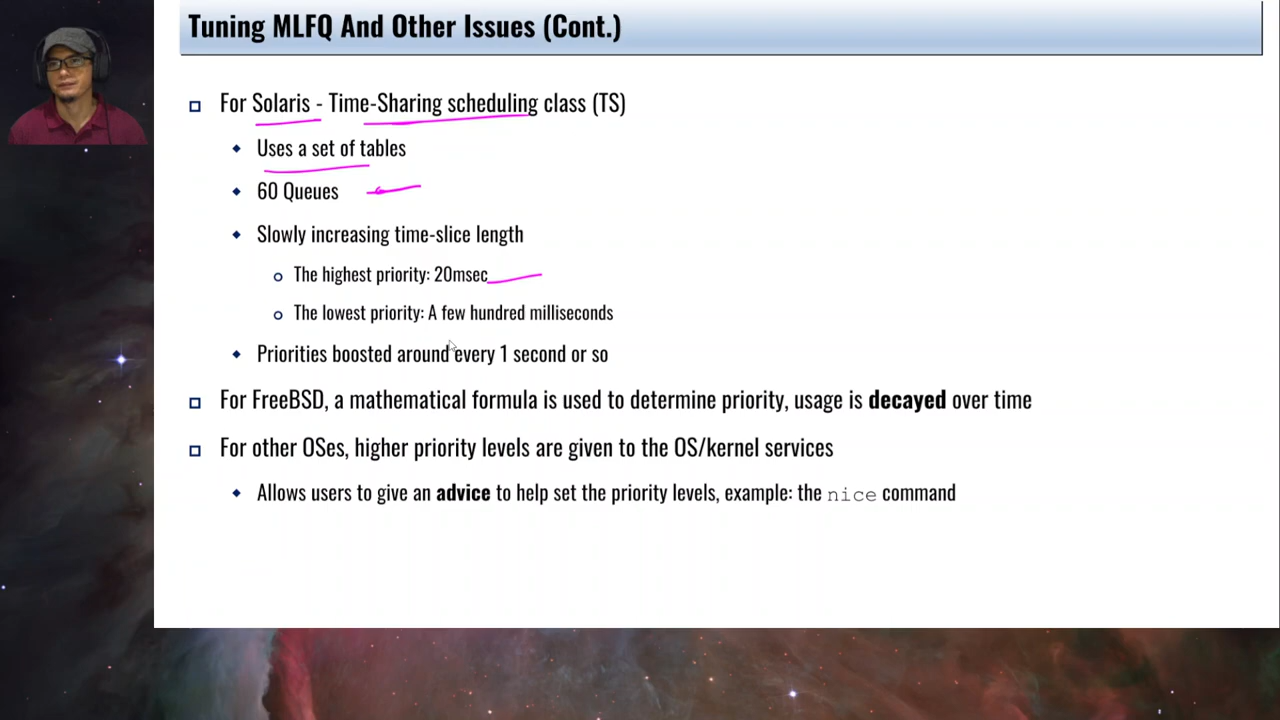 Tuning MLFQ And Other Issues (Cont.)
For Solaris - Time-Sharing scheduling class (TS)
Uses a set of tables
60 Queues
Slowly increasing time-slice length
The highest priority: 20msec
The lowest priority: A few hundred milliseconds
Priorities boosted around every 1 second or so
For FreeBSD, a mathematical formula is used to determine priority, usage is decayed over time
For other OSes, higher priority levels are given to the OS/kernel services
Allows users to give an advice to help set the priority levels, example: the nice command